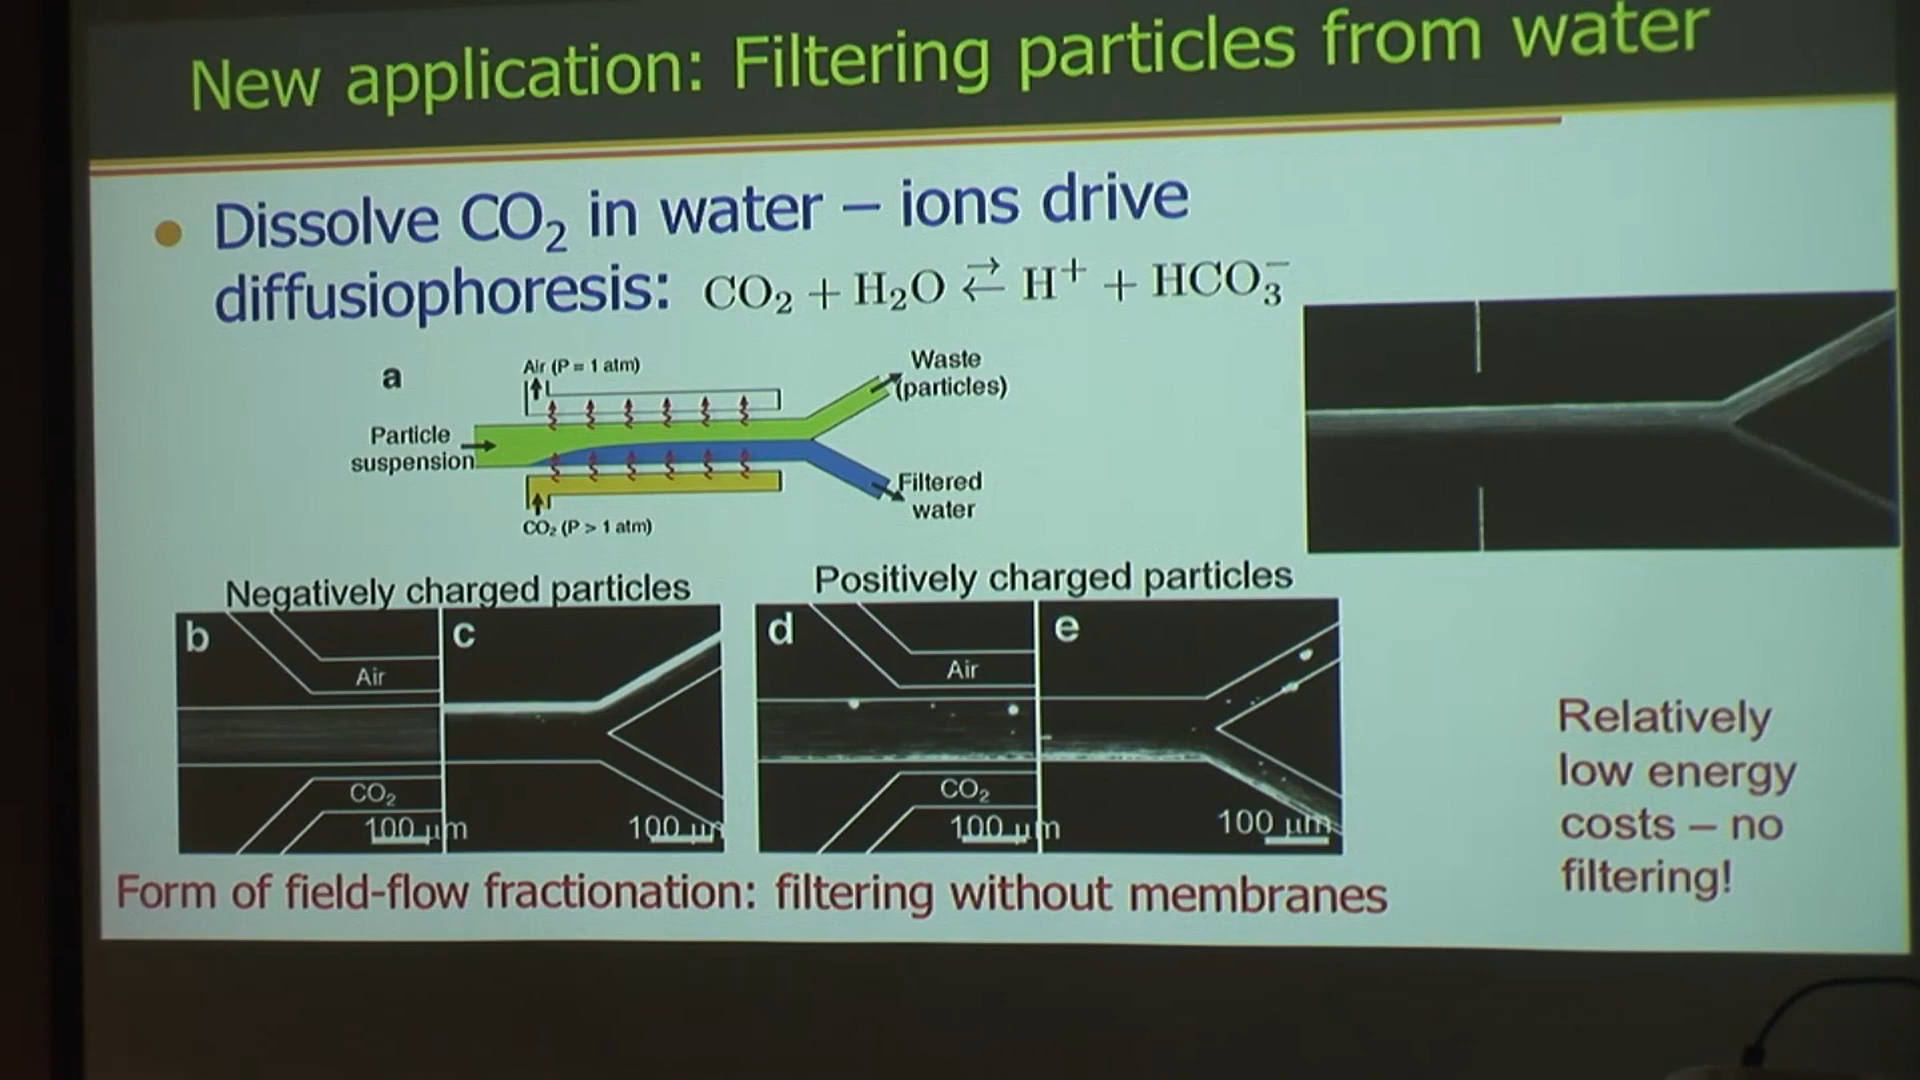 New application: Filtering particles from water
Dissolve CO₂ in water – ions drive
diffusiophoresis: CO₂ + H₂O ⇄ H⁺ + HCO₃⁻
a
Air (P = 1 atm)
Waste
(particles)
Particle
suspension
Filtered
water
CO₂ (P > 1 atm)
Negatively charged particles
Positively charged particles
b
c
d
e
Air
Air
CO₂
CO₂
100 μm
100 μm
100 μm
100 μm
Relatively
low energy
costs – no
filtering!
Form of field-flow fractionation: filtering without membranes